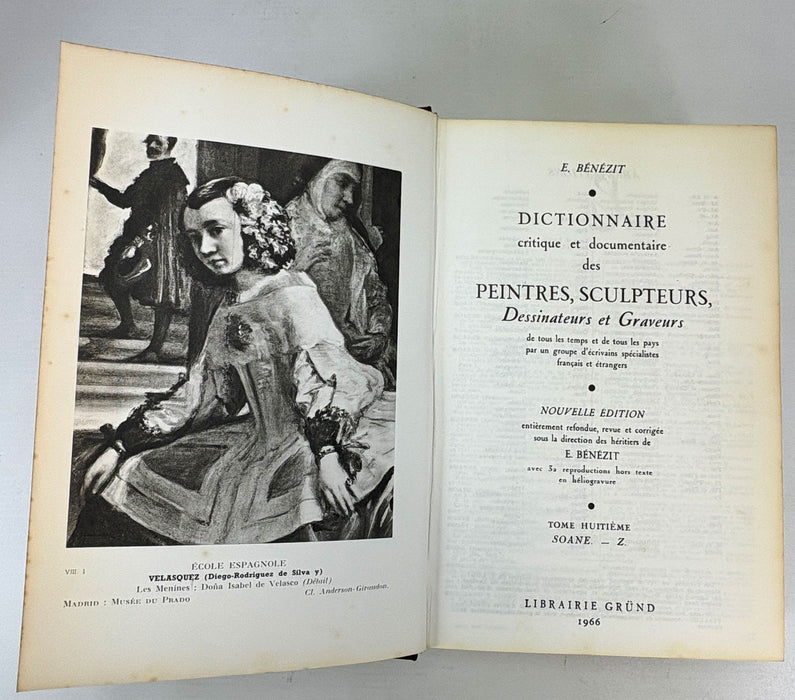 VIII. 1
ÉCOLE ESPAGNOLE
VELASQUEZ (Diego-Rodriguez de Silva y)
Les Menines : Doña Isabel de Velasco (Détail)
Cl. Anderson-Giraudon.
MADRID : MUSÉE DU PRADO
E. BÉNÉZIT
DICTIONNAIRE
critique et documentaire
des
PEINTRES, SCULPTEURS,
Dessinateurs et Graveurs
de tous les temps et de tous les pays
par un groupe d'écrivains spécialistes
français et étrangers
NOUVELLE ÉDITION
entièrement refondue, revue et corrigée
sous la direction des héritiers de
E. BÉNÉZIT
avec 32 reproductions hors texte
en héliogravure
TOME HUITIÈME
SOANE. — Z.
LIBRAIRIE GRÜND
1966